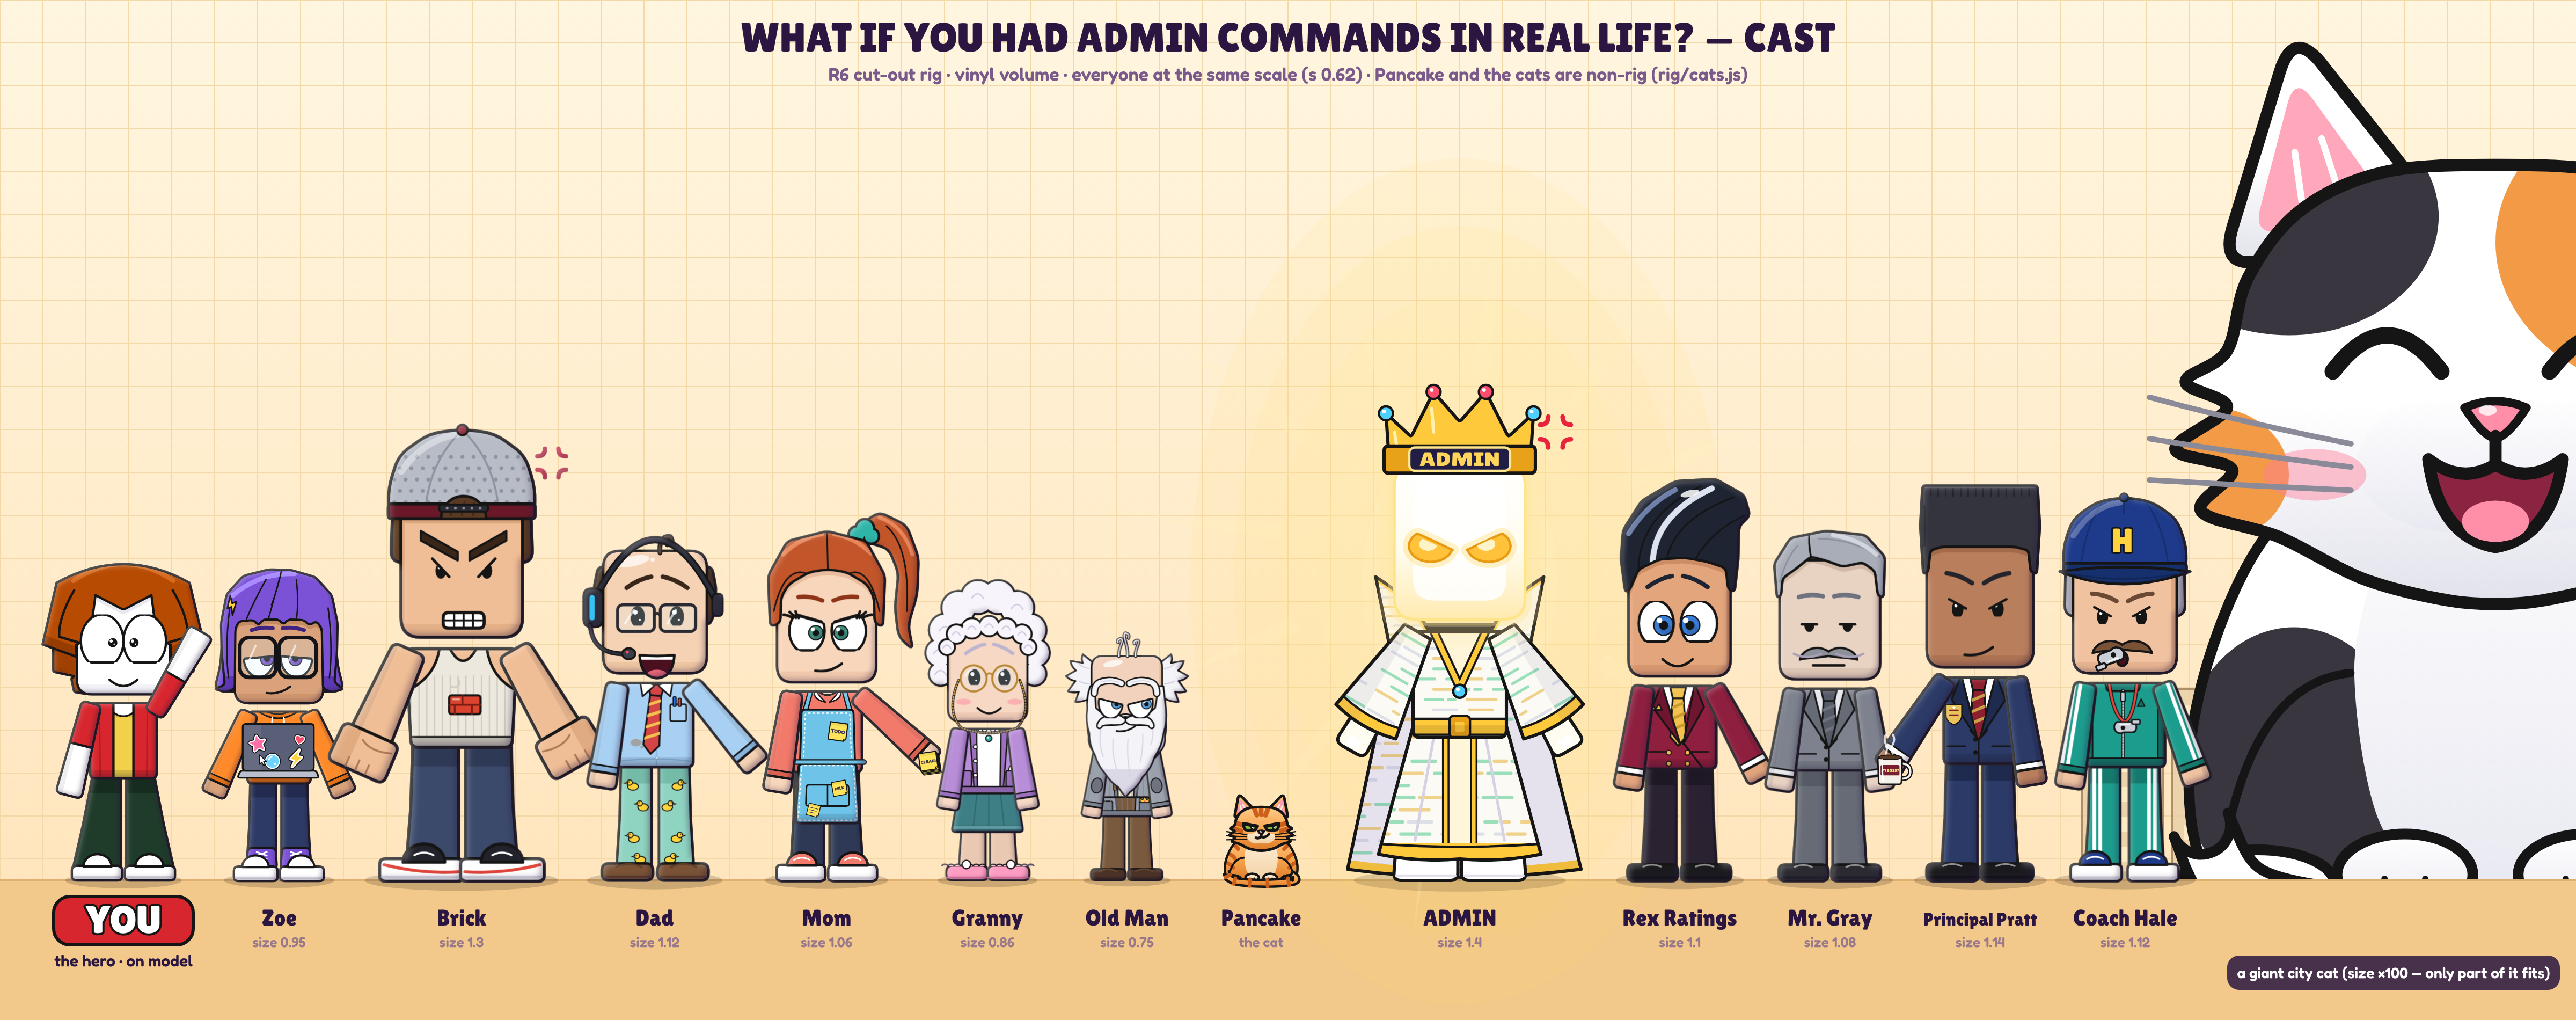 WHAT IF YOU HAD ADMIN COMMANDS IN REAL LIFE? — CAST
R6 cut-out rig · vinyl volume · everyone at the same scale (s 0.62) · Pancake and the cats are non-rig (rig/cats.js)
ADMIN
H
TODO
CLEAN
MILK
YOU
the hero · on model
Zoe
size 0.95
Brick
size 1.3
Dad
size 1.12
Mom
size 1.06
Granny
size 0.86
Old Man
size 0.75
Pancake
the cat
ADMIN
size 1.4
Rex Ratings
size 1.1
Mr. Gray
size 1.08
Principal Pratt
size 1.14
Coach Hale
size 1.12
a giant city cat (size ×100 — only part of it fits)